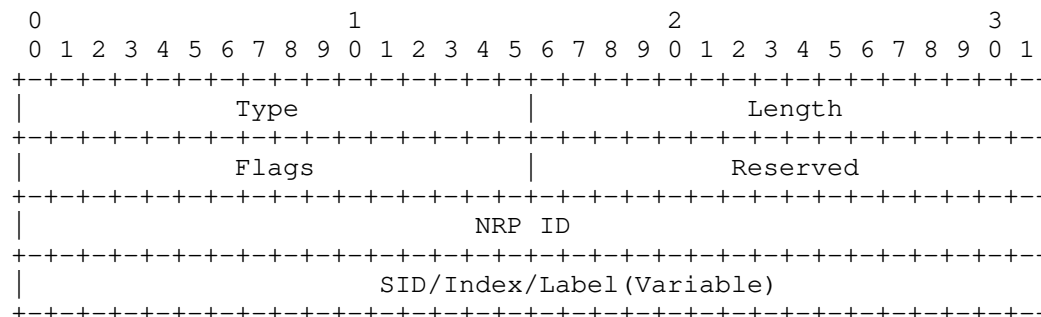 0                   1                   2                   3
0 1 2 3 4 5 6 7 8 9 0 1 2 3 4 5 6 7 8 9 0 1 2 3 4 5 6 7 8 9 0 1
+-+-+-+-+-+-+-+-+-+-+-+-+-+-+-+-+-+-+-+-+-+-+-+-+-+-+-+-+-+-+-+--
|             Type              |             Length
+-+-+-+-+-+-+-+-+-+-+-+-+-+-+-+-+-+-+-+-+-+-+-+-+-+-+-+-+-+-+-+--
|             Flags             |            Reserved
+-+-+-+-+-+-+-+-+-+-+-+-+-+-+-+-+-+-+-+-+-+-+-+-+-+-+-+-+-+-+-+--
|                            NRP ID
+-+-+-+-+-+-+-+-+-+-+-+-+-+-+-+-+-+-+-+-+-+-+-+-+-+-+-+-+-+-+-+--
|                      SID/Index/Label(Variable)
+-+-+-+-+-+-+-+-+-+-+-+-+-+-+-+-+-+-+-+-+-+-+-+-+-+-+-+-+-+-+-+--